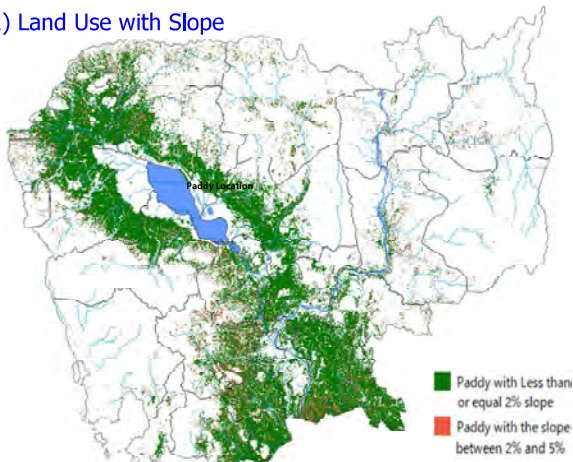 ) Land Use with Slope
Paddy Location
Paddy with Less than
or equal 2% slope
Paddy with the slope
between 2% and 5%